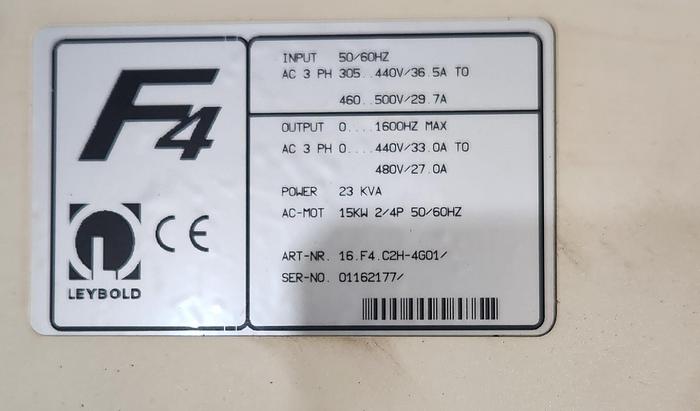 F4
LEYBOLD
CE
INPUT 50/60HZ
AC 3 PH 305...440V/36.5A TO
460..500V/29.7A
OUTPUT 0....1600HZ MAX
AC 3 PH 0....440V/33.0A TO
480V/27.0A
POWER 23 KVA
AC-MOT 15KW 2/4P 50/60HZ
ART-NR. 16.F4.C2H-4G01/
SER-NO. 01162177/